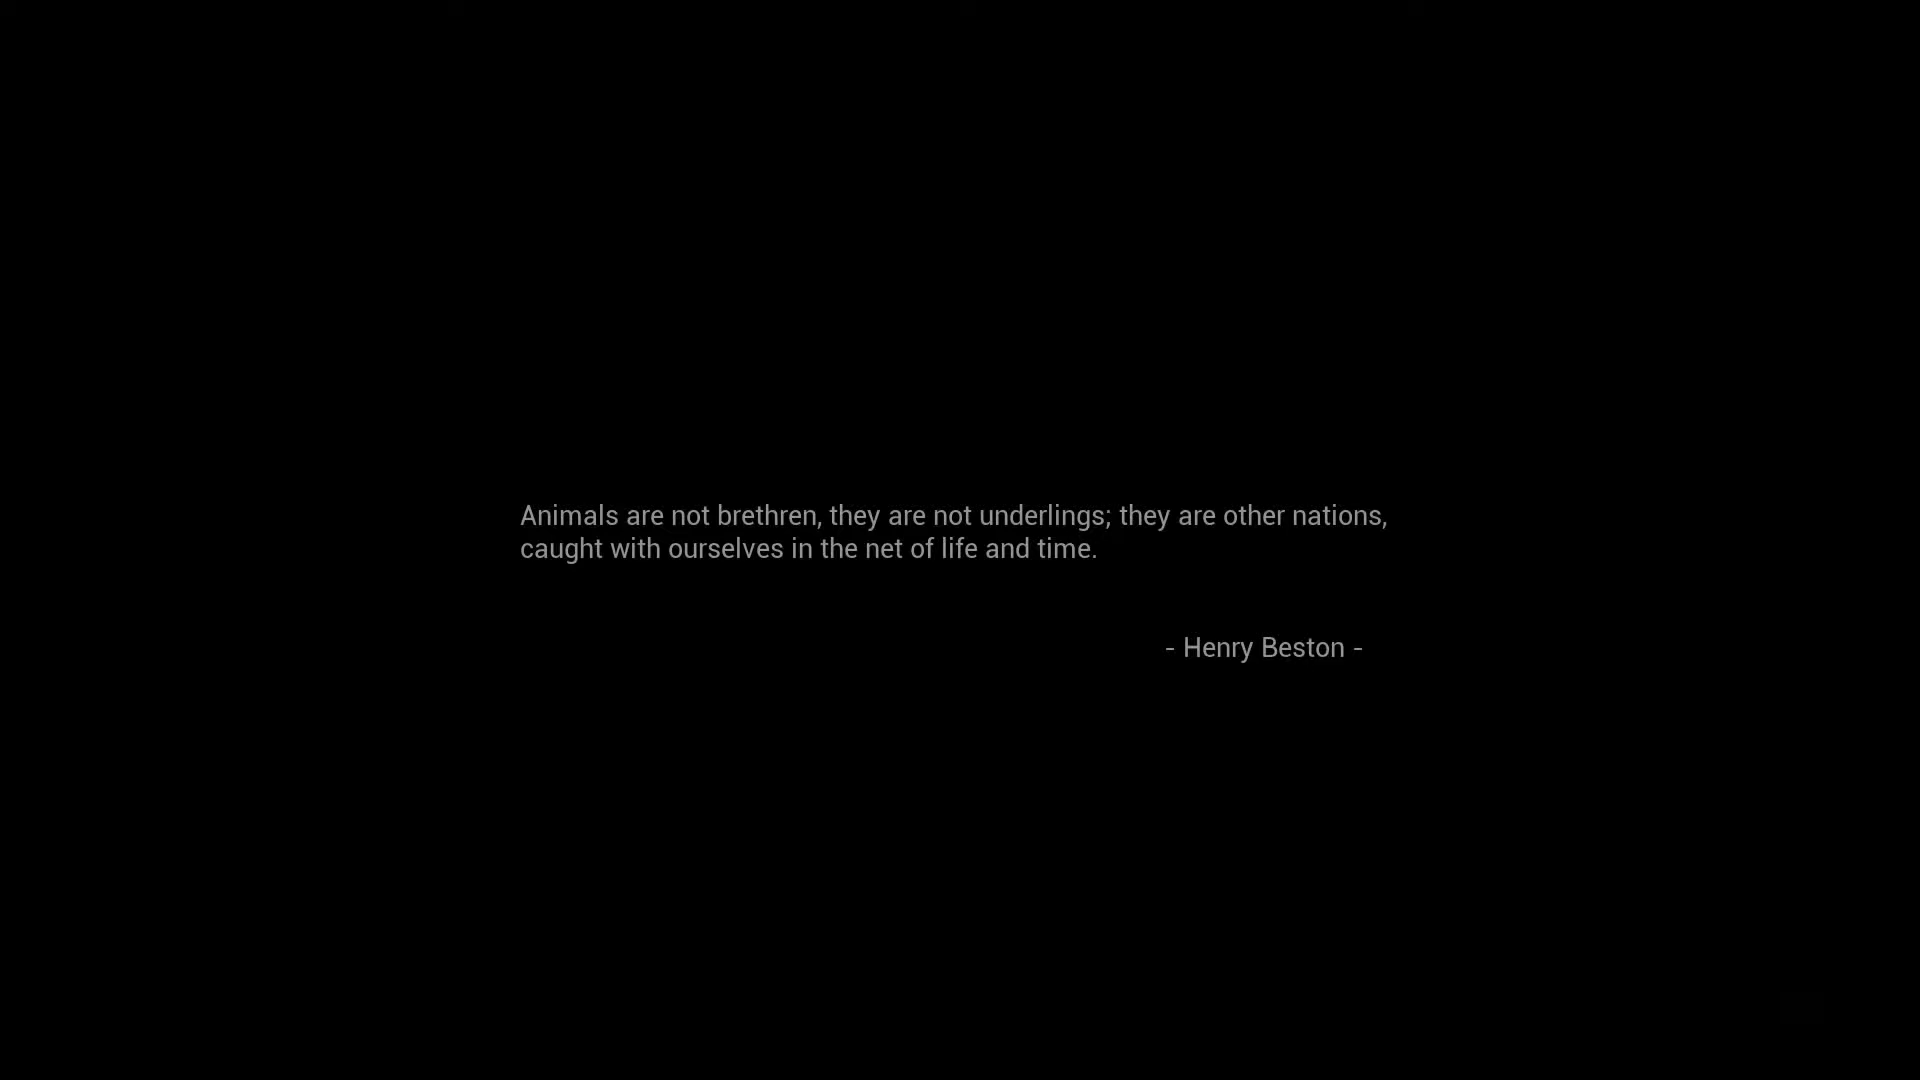 Animals are not brethren, they are not underlings; they are other nations,
caught with ourselves in the net of life and time.
- Henry Beston -